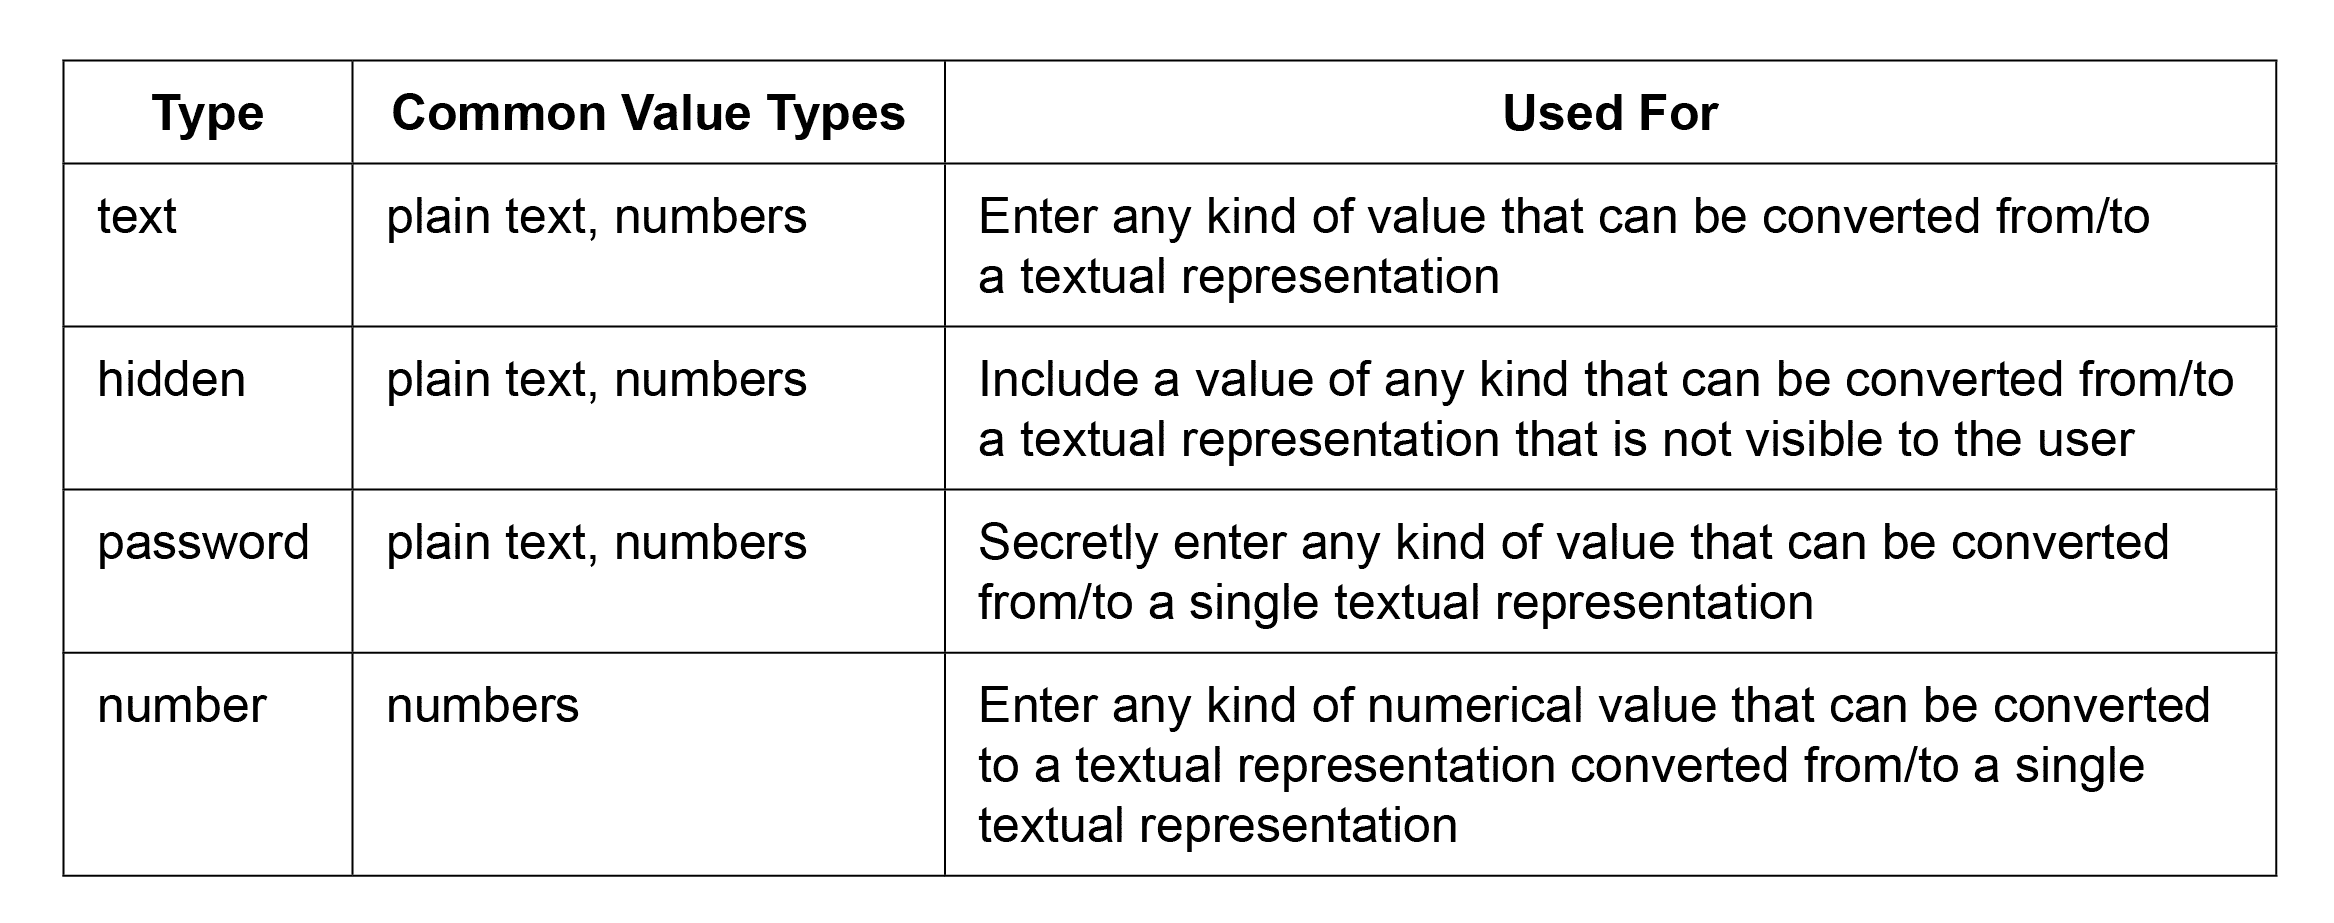 Type Common Value Types Used For
text plain text, numbers Enter any kind of value that can be converted from/to
a textual representation
hidden plain text, numbers Include a value of any kind that can be converted from/to
a textual representation that is not visible to the user
password plain text, numbers Secretly enter any kind of value that can be converted
from/to a single textual representation
number numbers Enter any kind of numerical value that can be converted
to a textual representation converted from/to a single
textual representation